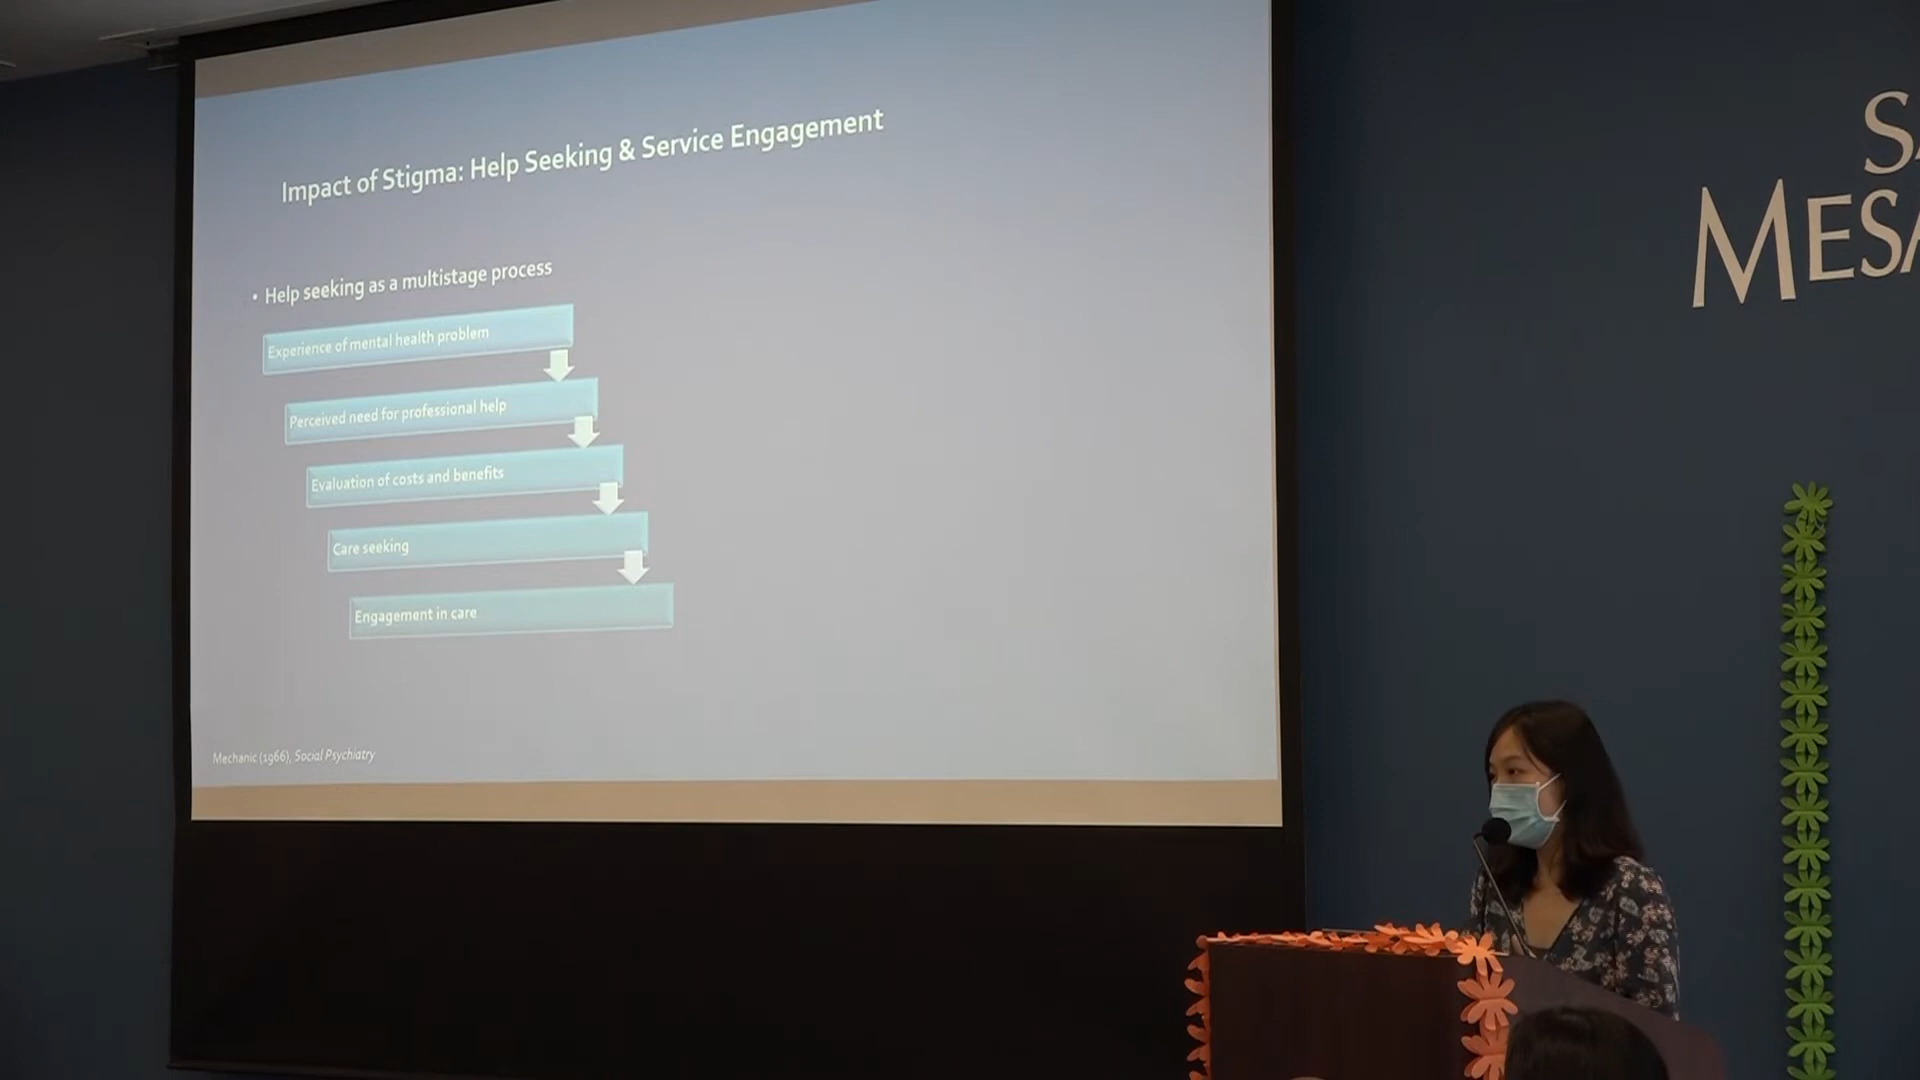 Impact of Stigma: Help Seeking & Service Engagement
• Help seeking as a multistage process
Experience of mental health problem
Perceived need for professional help
Evaluation of costs and benefits
Care seeking
Engagement in care
Mechanic (1966), Social Psychiatry
SA
MESA